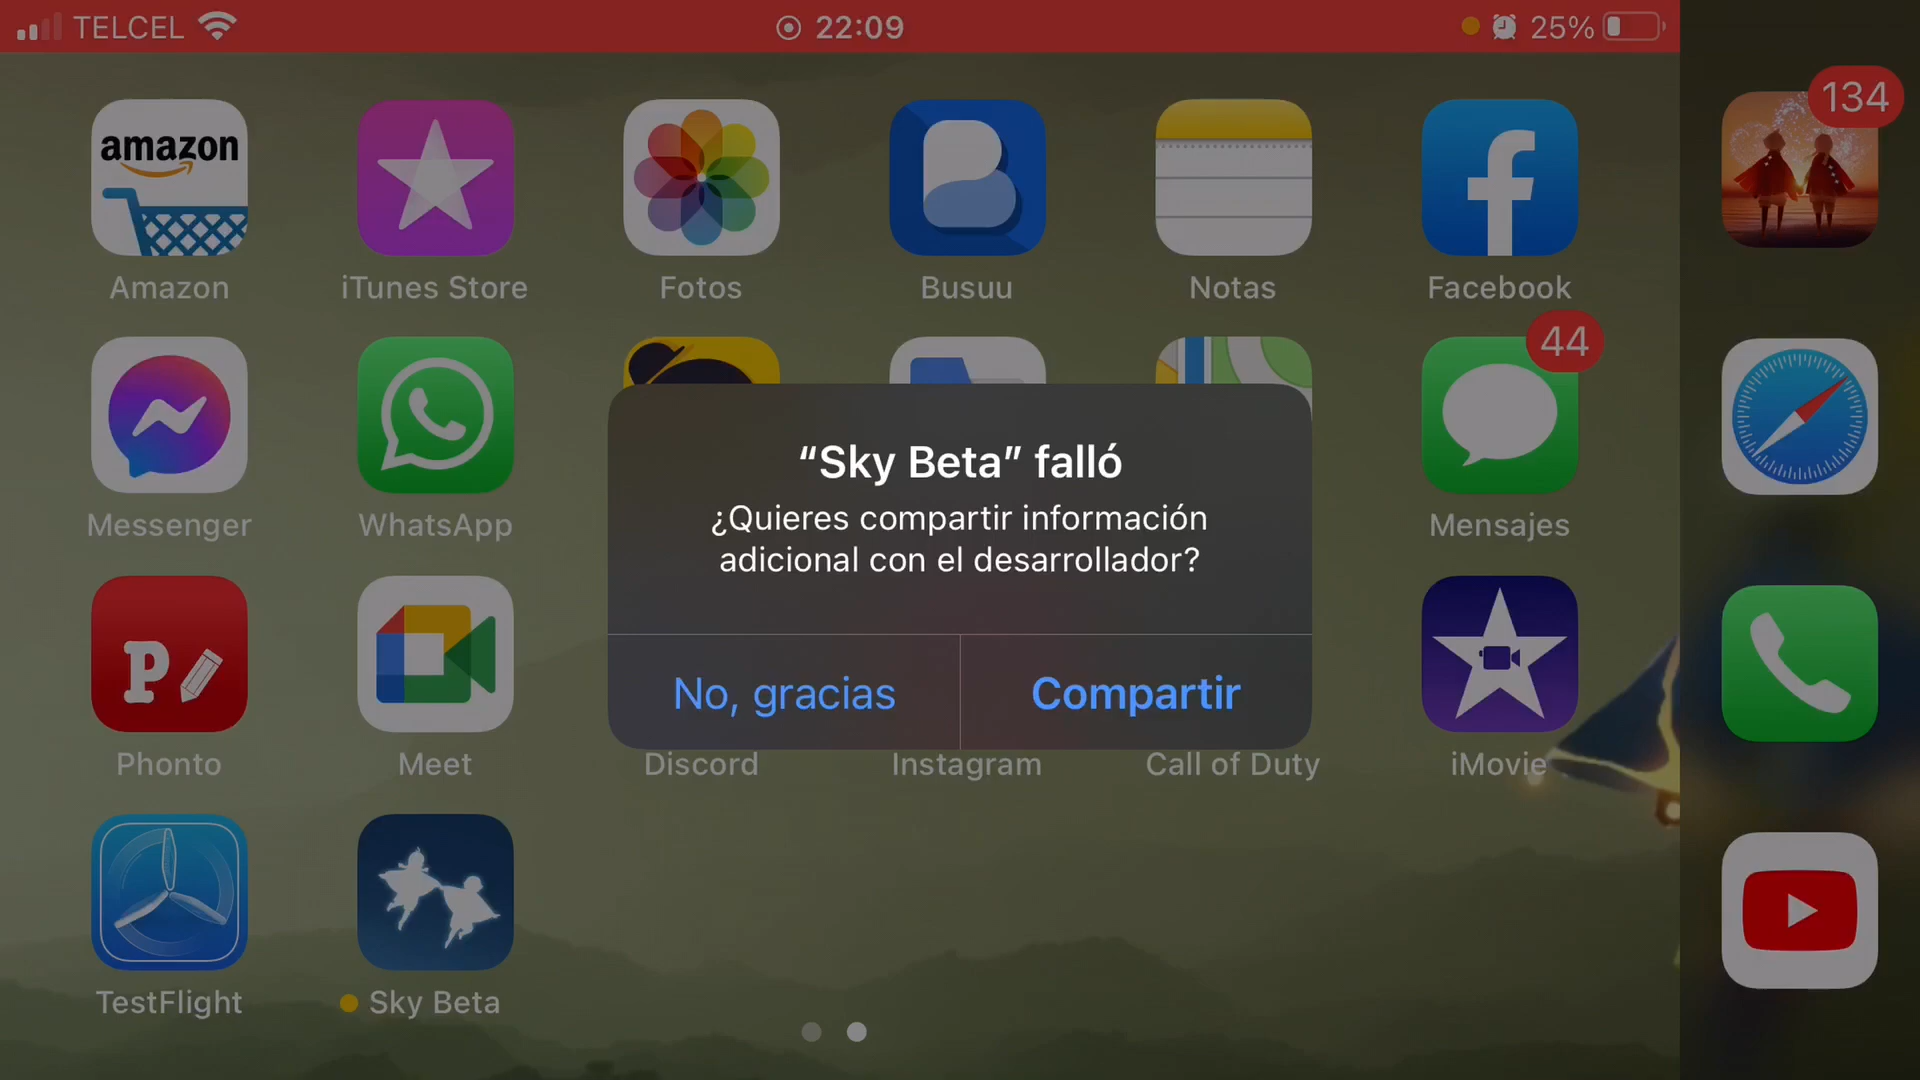 TELCEL
22:09
25%
134
amazon
Amazon
iTunes Store
Fotos
Busuu
Notas
Facebook
44
Messenger
WhatsApp
Mensajes
“Sky Beta” falló
¿Quieres compartir información
adicional con el desarrollador?
No, gracias
Compartir
Phonto
Meet
Discord
Instagram
Call of Duty
iMovie
TestFlight
Sky Beta